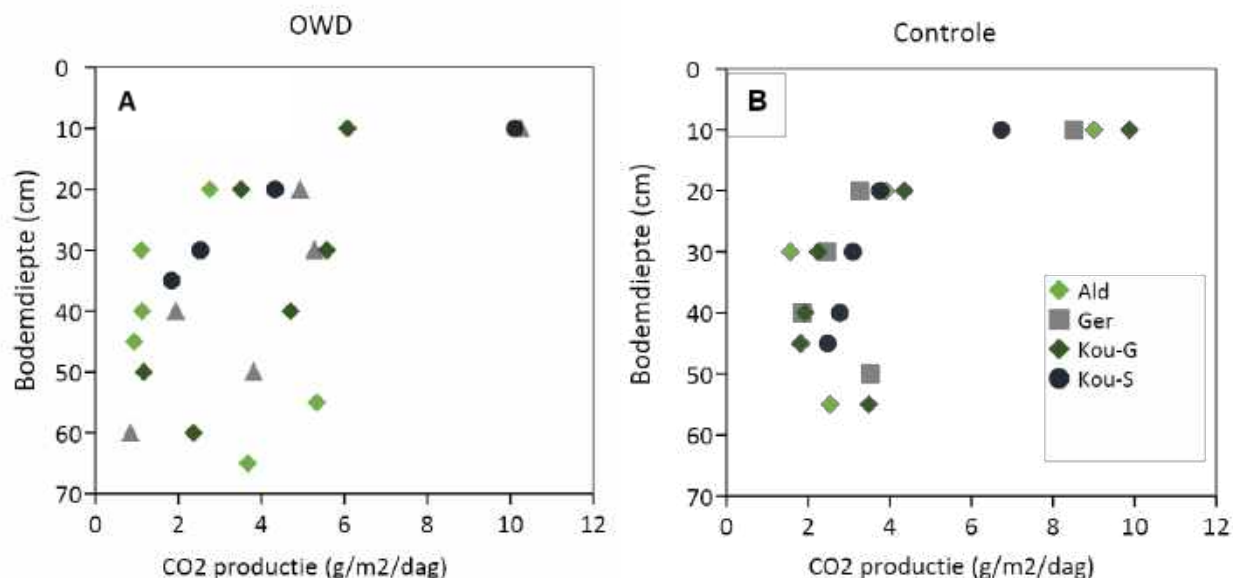 OWD
A
0
10
20
30
40
50
60
70
Bodemdiepte (cm)
0 2 4 6 8 10 12
CO2 productie (g/m2/dag)
Controle
B
0
10
20
30
40
50
60
70
Bodemdiepte (cm)
Ald
Ger
Kou-G
Kou-S
0 2 4 6 8 10 12
CO2 productie (g/m2/dag)